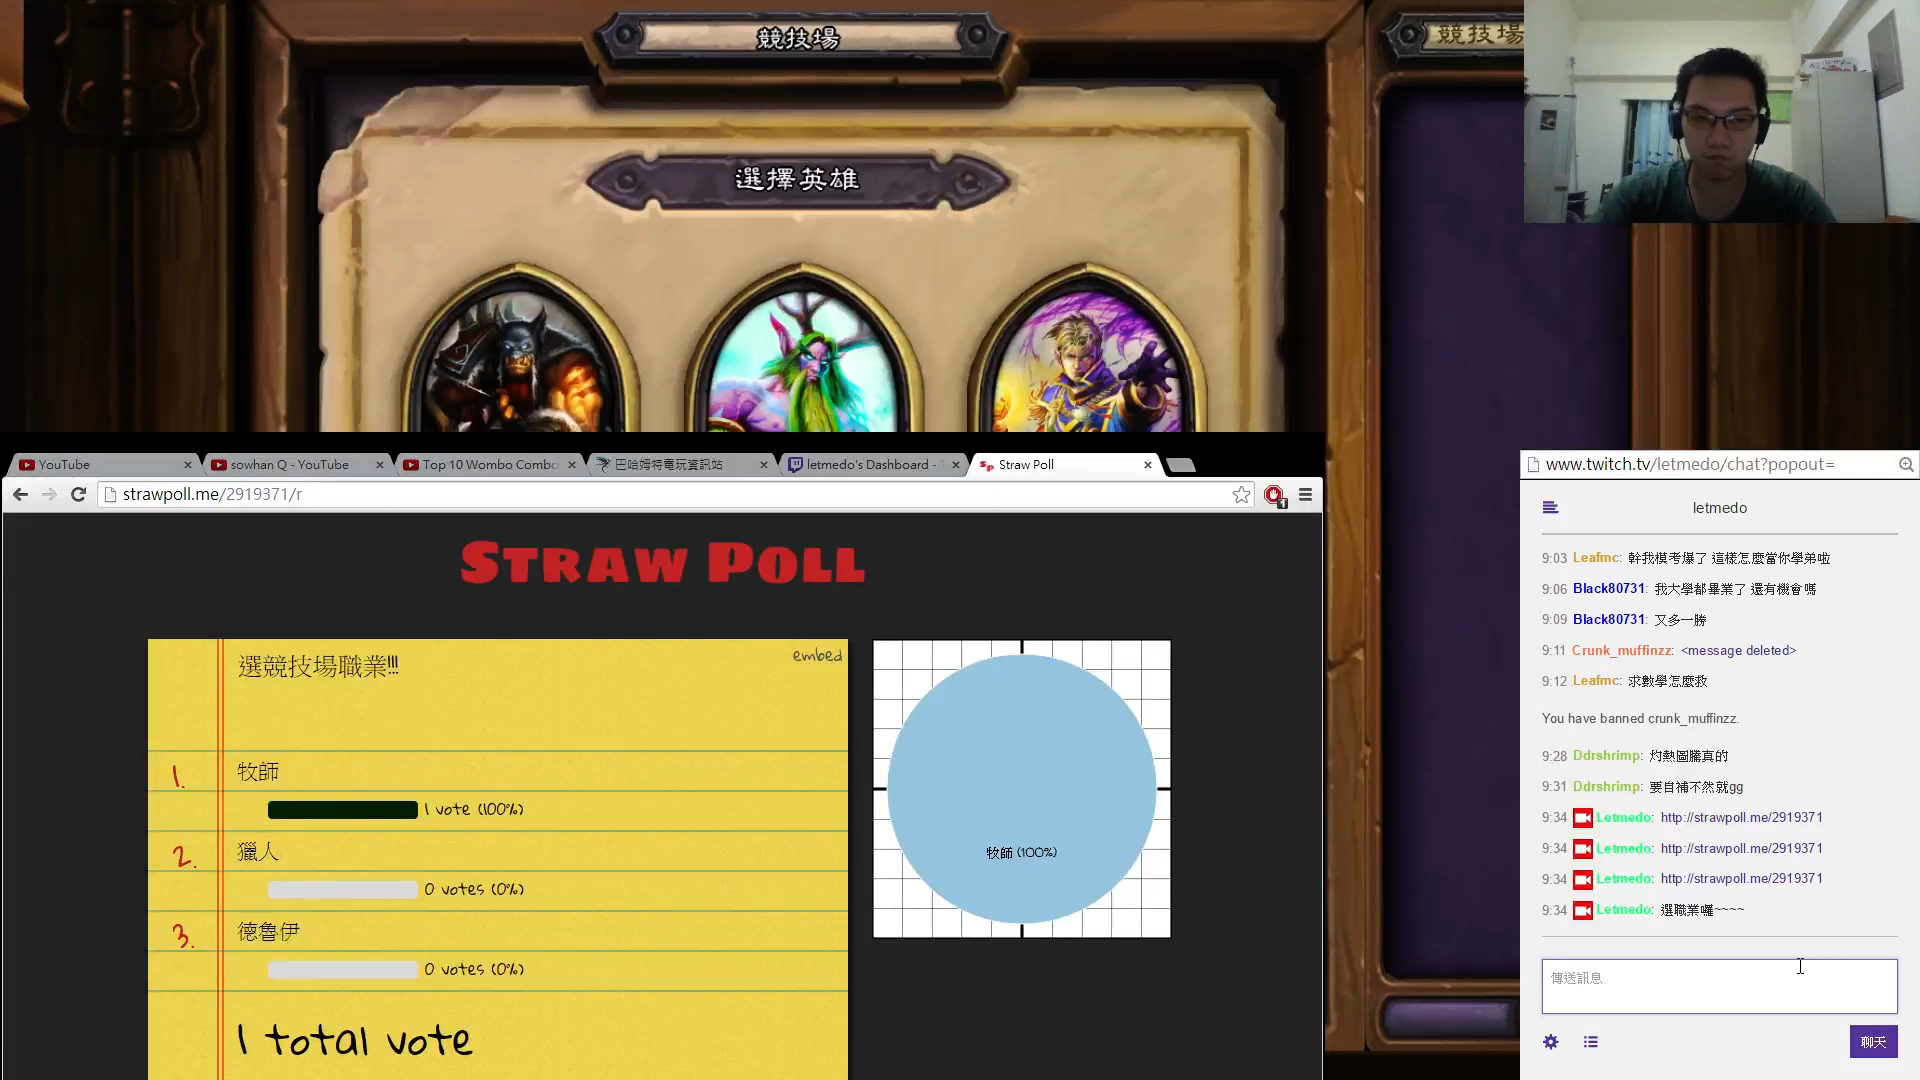 競技場
競技場
選擇英雄
YouTube
sowhan Q - YouTube
Top 10 Wombo Combo
巴哈姆特電玩資訊站
letmedo's Dashboard -
Straw Poll
strawpoll.me/2919371/r
STRAW POLL
選競技場職業!!!
embed
1. 牧師
1 vote (100%)
2. 獵人
0 votes (0%)
3. 德魯伊
0 votes (0%)
1 total vote
牧師 (100%)
www.twitch.tv/letmedo/chat?popout=
letmedo
9:03 Leafmc: 幹我模考爆了 這樣怎麼當你學弟啦
9:06 Black80731: 我大學都畢業了 還有機會嗎
9:09 Black80731: 又多一勝
9:11 Crunk_muffinzz: <message deleted>
9:12 Leafmc: 求數學怎麼救
You have banned crunk_muffinzz.
9:28 Ddrshrimp: 灼熱圖騰真的
9:31 Ddrshrimp: 要自補不然就gg
9:34 Letmedo: http://strawpoll.me/2919371
9:34 Letmedo: http://strawpoll.me/2919371
9:34 Letmedo: http://strawpoll.me/2919371
9:34 Letmedo: 選職業囉~~~~
傳送訊息
聊天